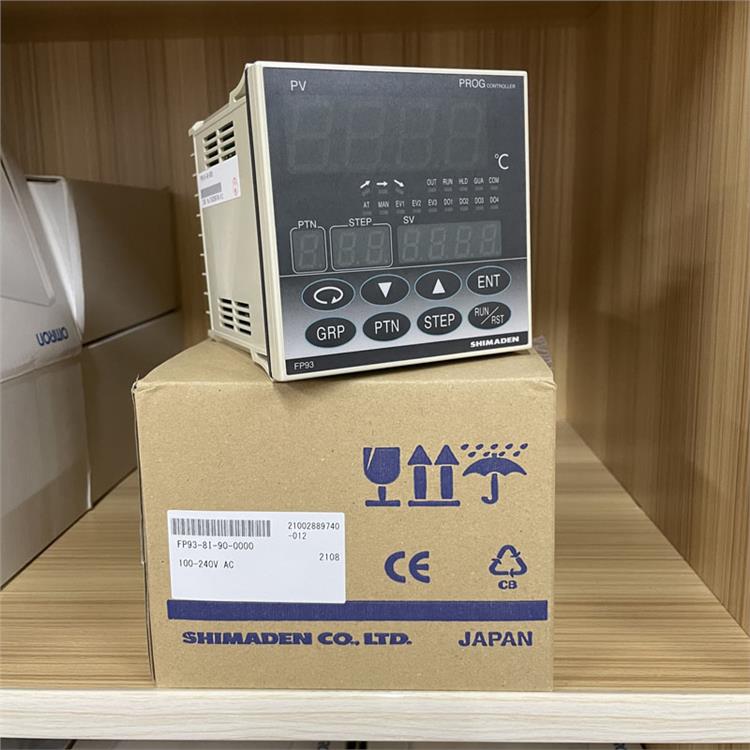 PV
PROG CONTROLLER
℃
OUT RUN HLD GUA COM
AT MAN EV1 EV2 EV3 DO1 DO2 DO3 DO4
PTN STEP SV
ENT
GRP PTN STEP RUN/RST
FP93
SHIMADEN
OMRON
21002889740
-012
FP93-8I-90-0000
2108
100-240V AC
CE
CB
SHIMADEN CO., LTD. JAPAN